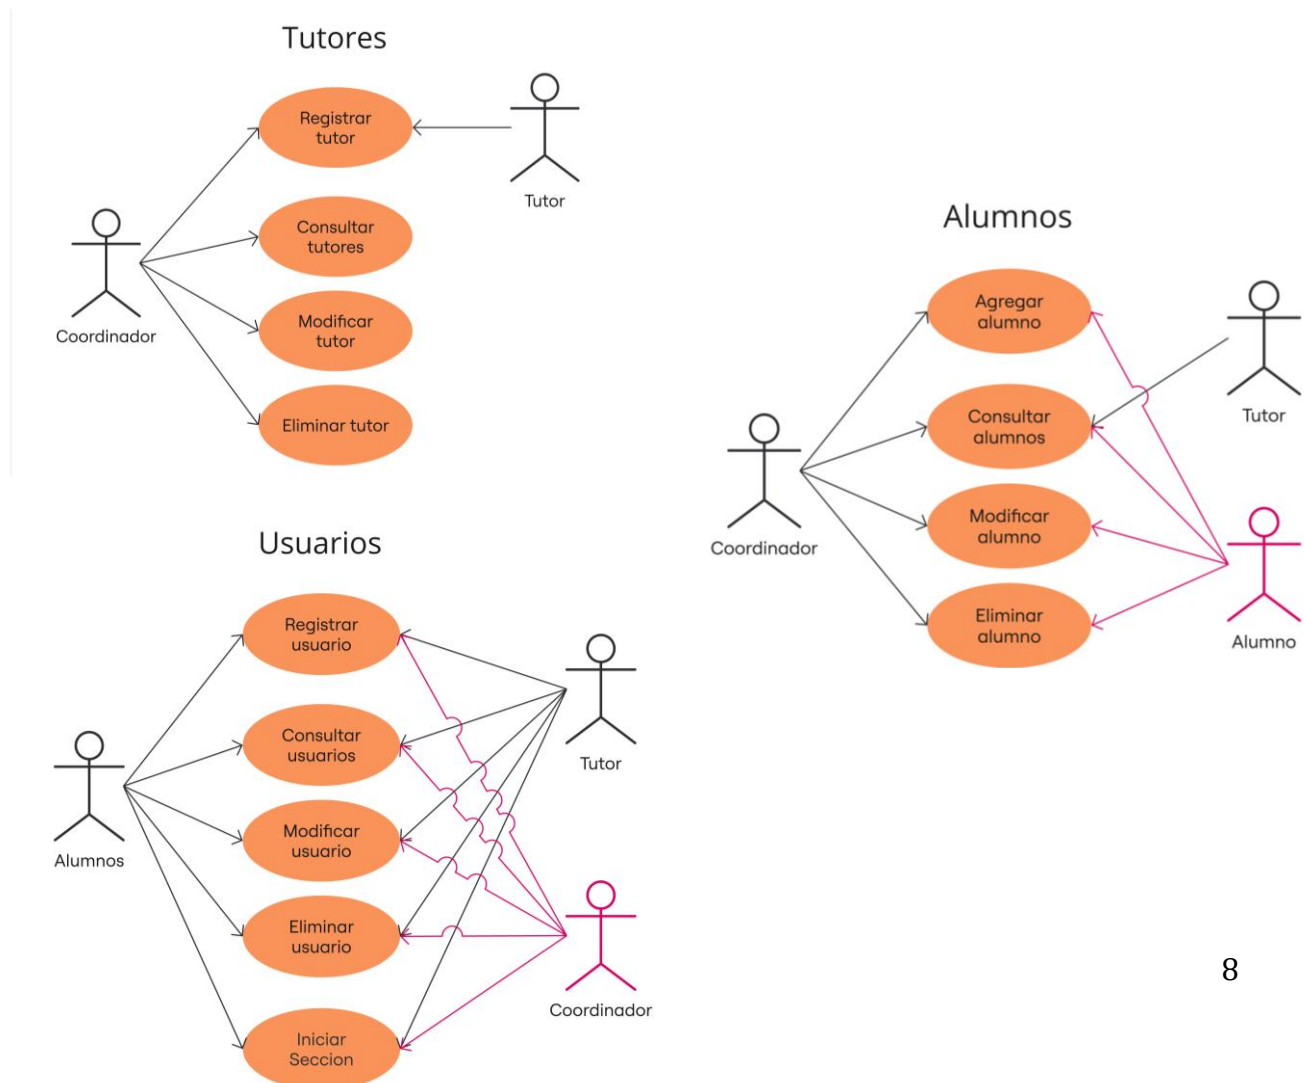 Tutores
Registrar
tutor
Tutor
Consultar
tutores
Coordinador
Modificar
tutor
Eliminar tutor
Alumnos
Agregar
alumno
Tutor
Consultar
alumnos
Coordinador
Modificar
alumno
Eliminar
alumno
Alumno
Usuarios
Registrar
usuario
Tutor
Consultar
usuarios
Alumnos
Modificar
usuario
Eliminar
usuario
Coordinador
Iniciar
Seccion
8